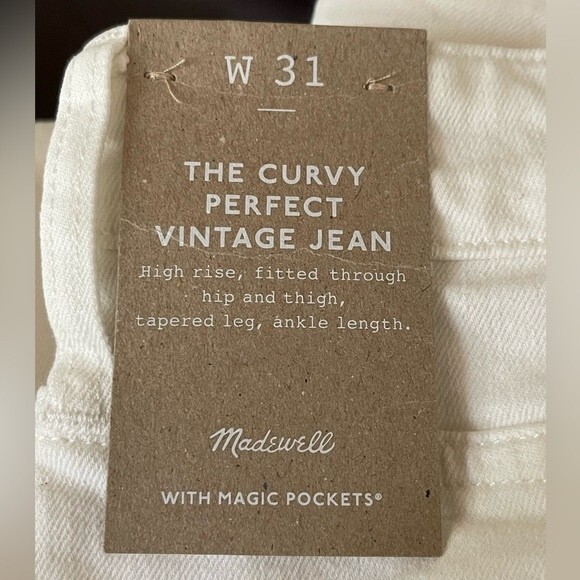 W 31
THE CURVY
PERFECT
VINTAGE JEAN
High rise, fitted through
hip and thigh,
tapered leg, ankle length.
Madewell
WITH MAGIC POCKETS®